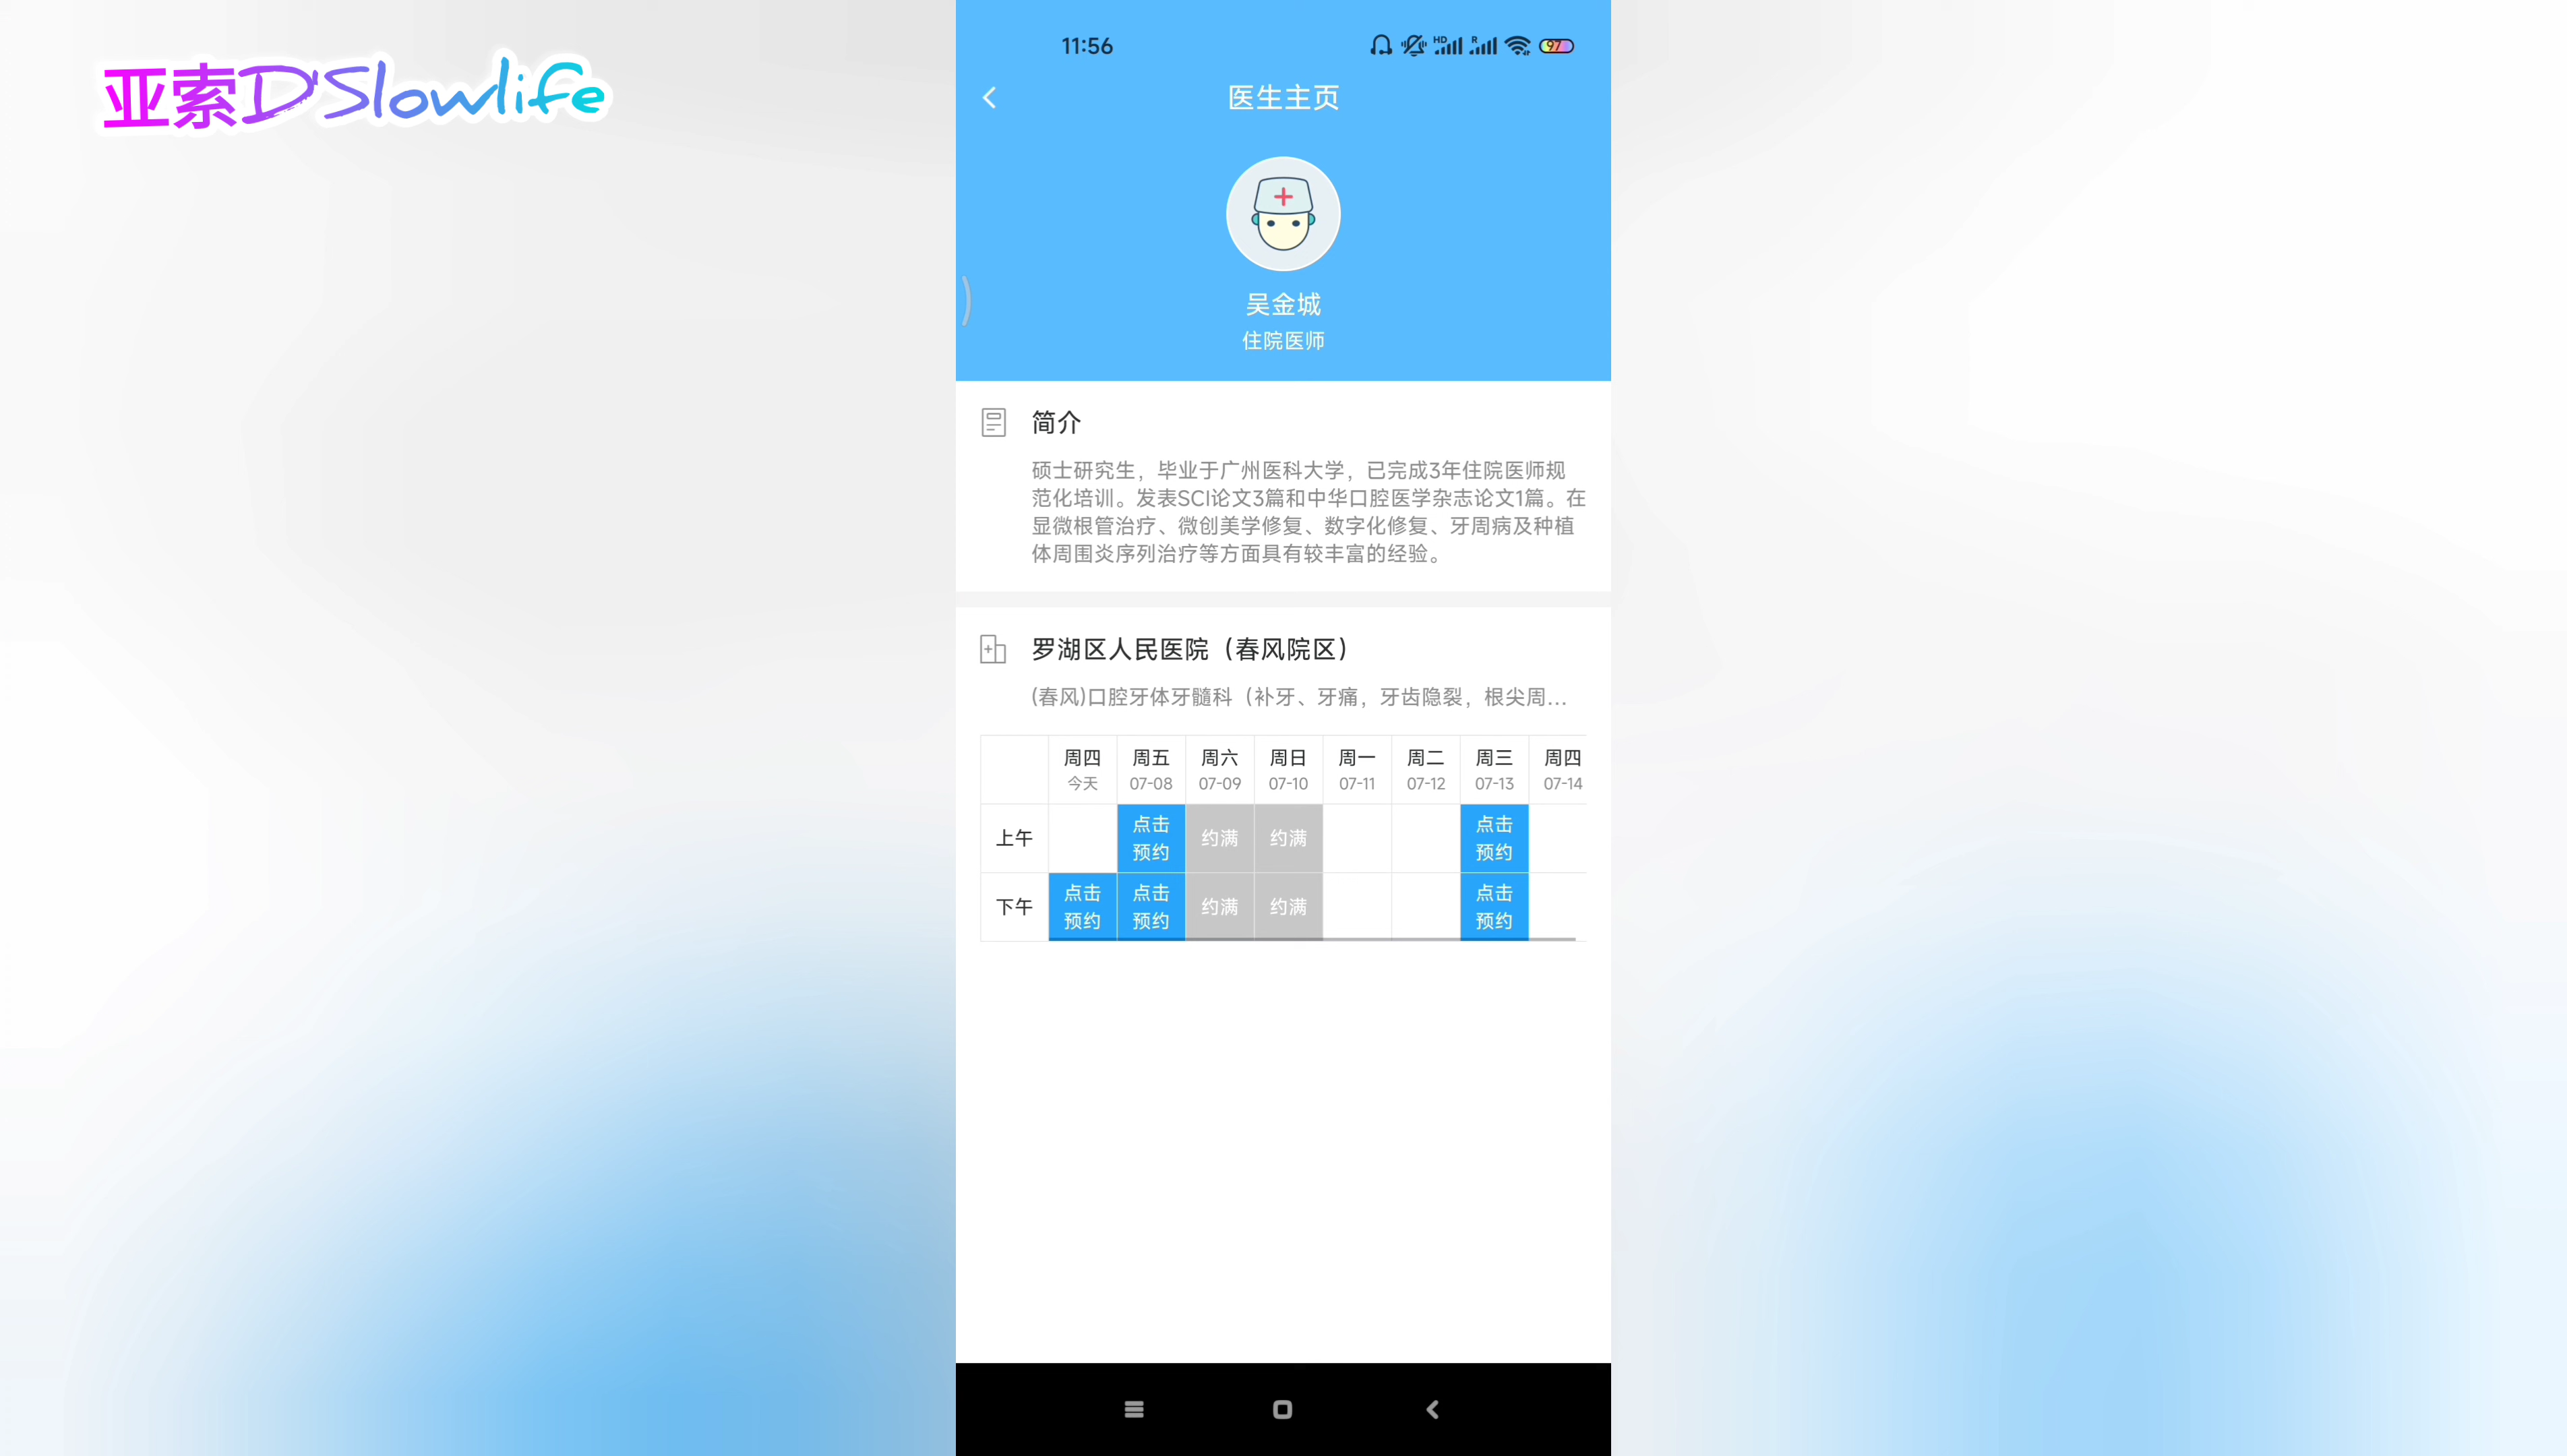 亚索D'Slowlife
11:56
HD
R
97
医生主页
吴金城
住院医师
简介
硕士研究生，毕业于广州医科大学，已完成3年住院医师规
范化培训。发表SCI论文3篇和中华口腔医学杂志论文1篇。在
显微根管治疗、微创美学修复、数字化修复、牙周病及种植
体周围炎序列治疗等方面具有较丰富的经验。
罗湖区人民医院（春风院区）
(春风)口腔牙体牙髓科（补牙、牙痛，牙齿隐裂，根尖周...
周四 周五 周六 周日 周一 周二 周三 周四
今天 07-08 07-09 07-10 07-11 07-12 07-13 07-14
上午 点击预约 约满 约满 点击预约
下午 点击预约 点击预约 约满 约满 点击预约